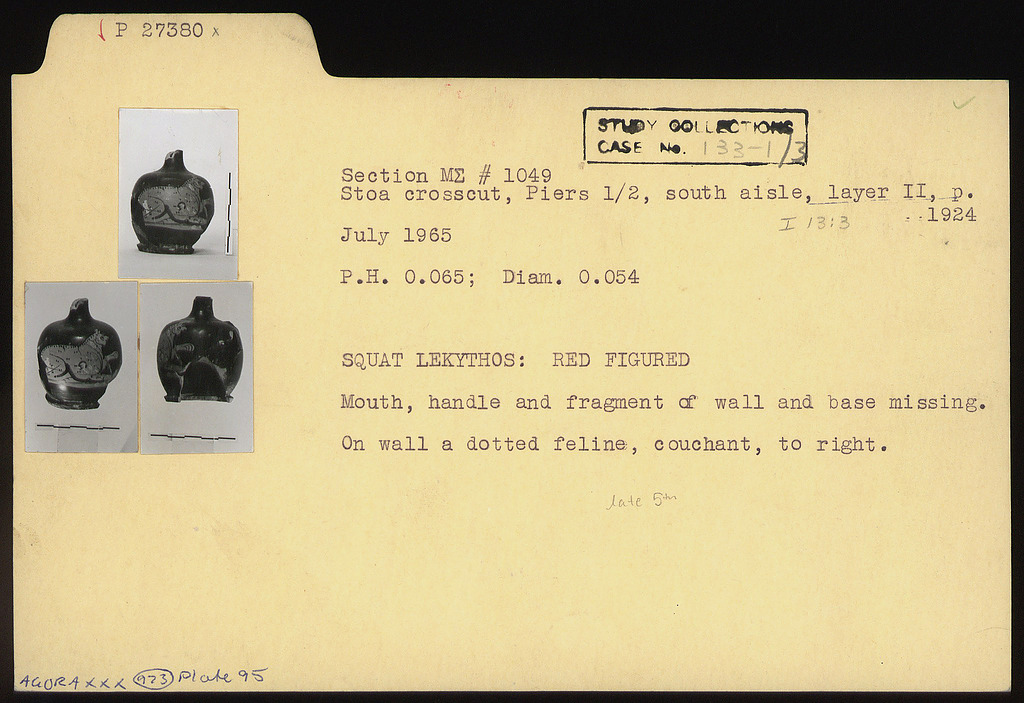 P 27380 x
STUDY COLLECTIONS
CASE No. 133-1/3
Section ΜΣ # 1049
Stoa crosscut, Piers 1/2, south aisle, layer II, p.
1924
I 13:3
July 1965
P.H. 0.065; Diam. 0.054
SQUAT LEKYTHOS: RED FIGURED
Mouth, handle and fragment of wall and base missing.
On wall a dotted feline, couchant, to right.
late 5th
AGORA XXX 973 Plate 95